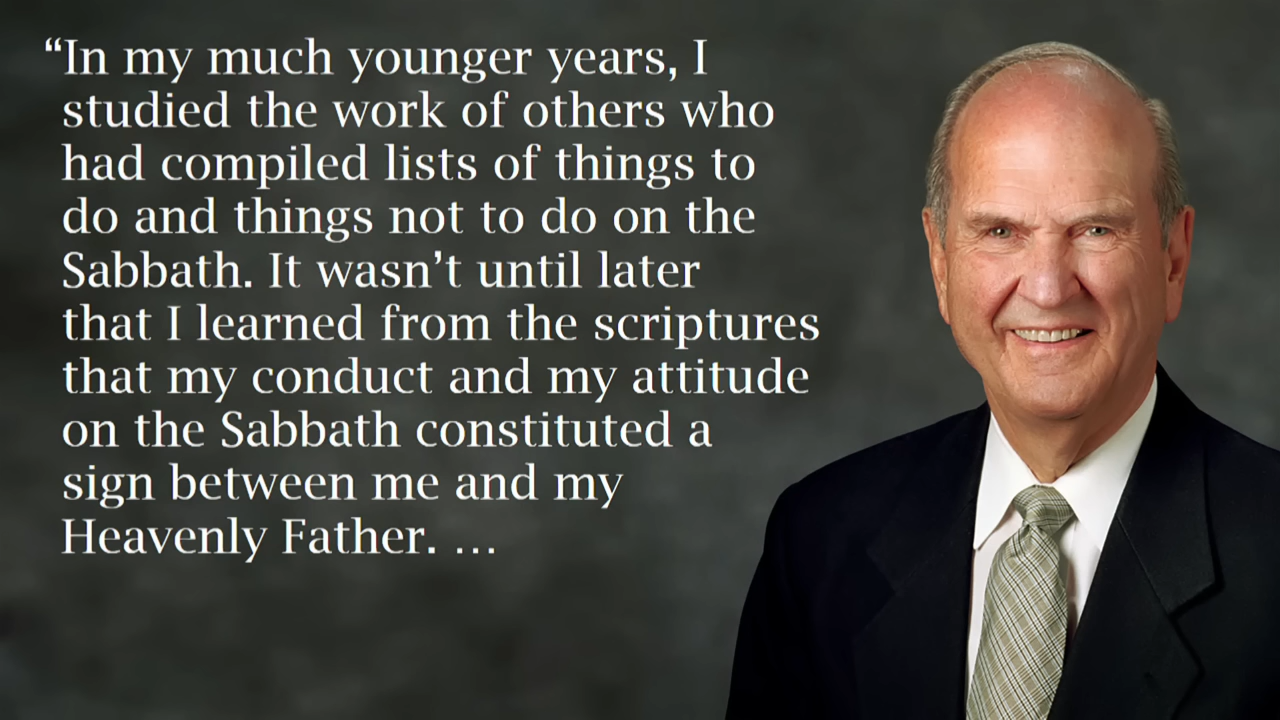 “In my much younger years, I
studied the work of others who
had compiled lists of things to
do and things not to do on the
Sabbath. It wasn’t until later
that I learned from the scriptures
that my conduct and my attitude
on the Sabbath constituted a
sign between me and my
Heavenly Father. …